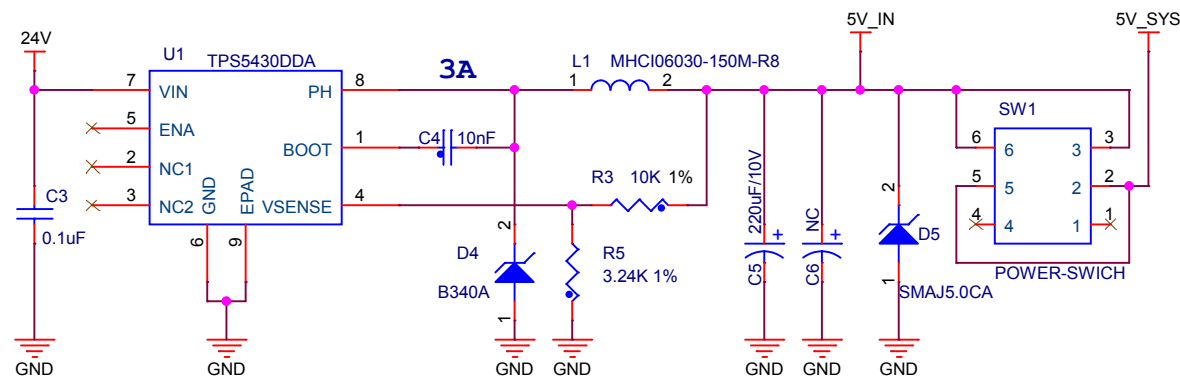 24V
5V_IN
5V_SYS
U1
TPS5430DDA
3A
L1
MHCI06030-150M-R8
7
VIN
PH
8
1
2
5
ENA
SW1
2
NC1
BOOT
1
C4
10nF
6
6
3
3
3
NC2
GND
EPAD
VSENSE
4
R3
10K 1%
5
5
2
2
4
4
1
1
C3
0.1uF
6
9
D4
2
B340A
1
R5
3.24K 1%
220uF/10V
+
C5
NC
+
C6
2
D5
1
SMAJ5.0CA
POWER-SWICH
GND
GND
GND
GND
GND
GND
GND